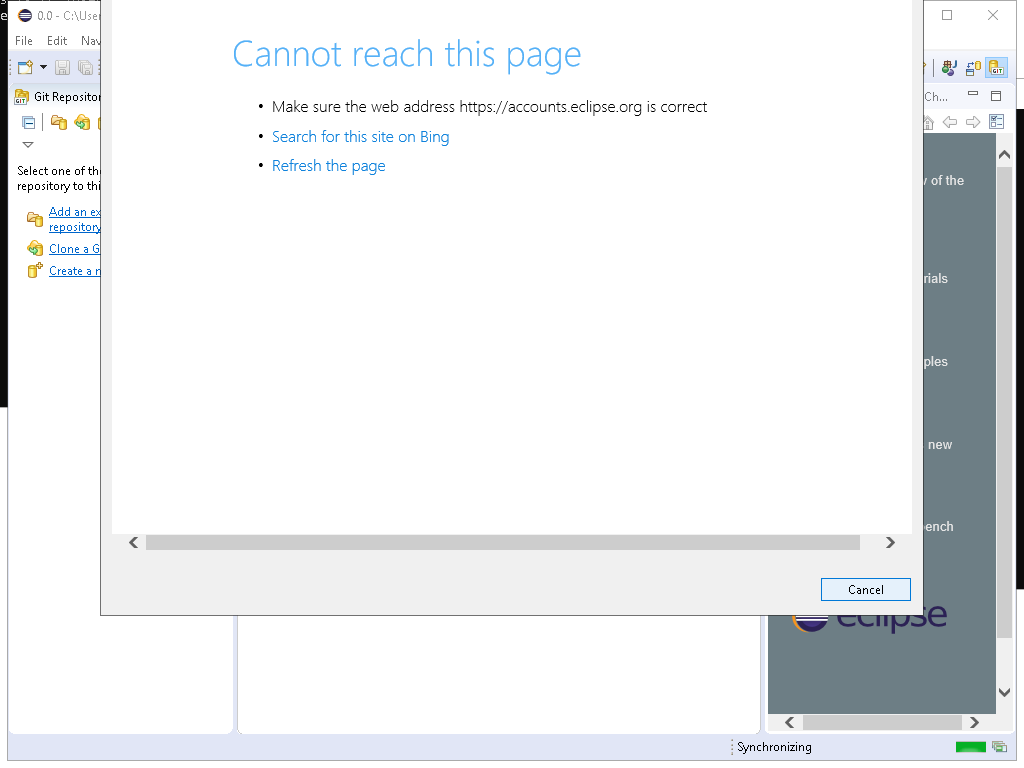 0.0 - C:\User
File Edit Nav
Git Repositor
Select one of th
repository to thi
Add an ex
repository
Clone a G
Create a n
Cannot reach this page
• Make sure the web address https://accounts.eclipse.org is correct
• Search for this site on Bing
• Refresh the page
Cancel
GIT
Ch...
w of the
rials
ples
new
ench
eclipse
Synchronizing